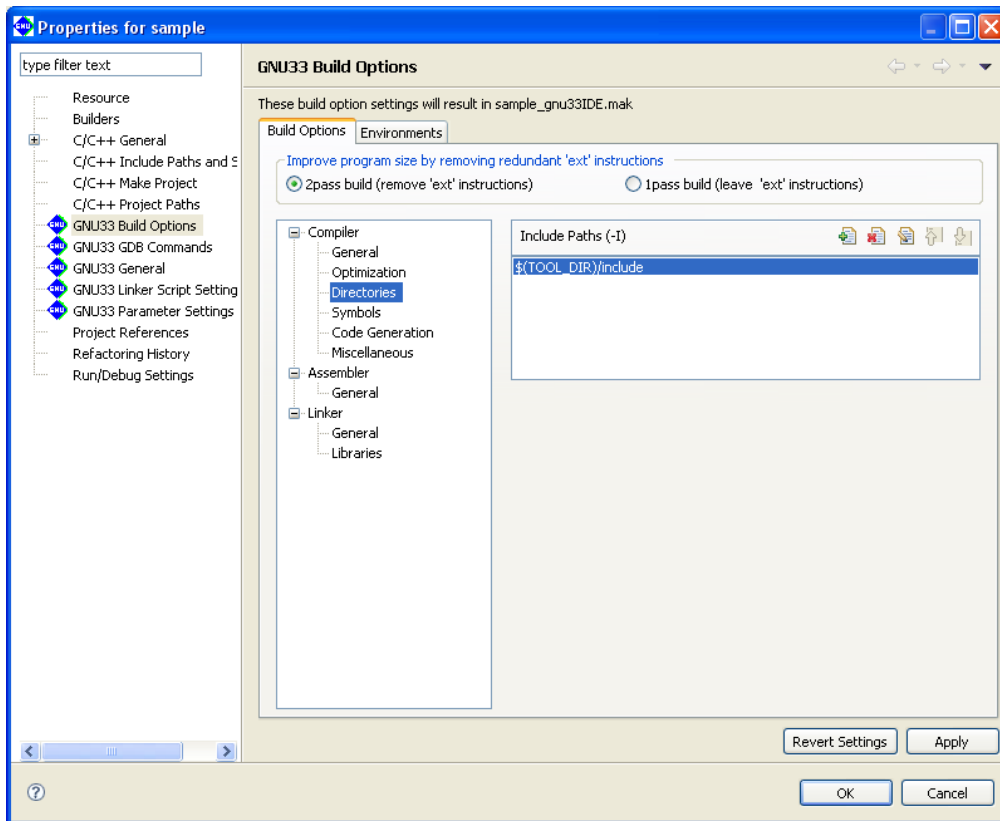 Properties for sample
type filter text
Resource
Builders
C/C++ General
C/C++ Include Paths and S
C/C++ Make Project
C/C++ Project Paths
GNU33 Build Options
GNU33 GDB Commands
GNU33 General
GNU33 Linker Script Setting
GNU33 Parameter Settings
Project References
Refactoring History
Run/Debug Settings
GNU33 Build Options
These build option settings will result in sample_gnu33IDE.mak
Build Options
Environments
Improve program size by removing redundant 'ext' instructions
2pass build (remove 'ext' instructions)
1pass build (leave 'ext' instructions)
Compiler
General
Optimization
Directories
Symbols
Code Generation
Miscellaneous
Assembler
General
Linker
General
Libraries
Include Paths (-I)
$(TOOL_DIR)/include
Revert Settings
Apply
OK
Cancel